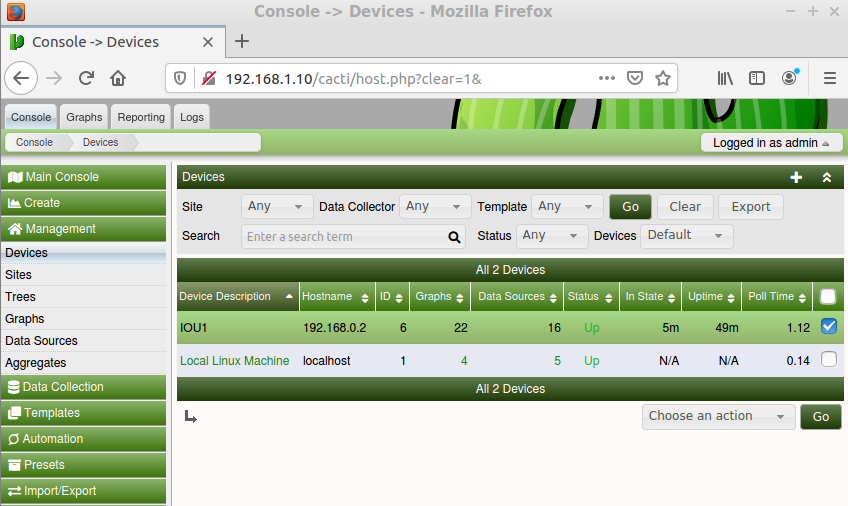 Console -> Devices - Mozilla Firefox
Console -> Devices
192.168.1.10/cacti/host.php?clear=1&
Console Graphs Reporting Logs
Console Devices Logged in as admin
Main Console
Create
Management
Devices
Sites
Trees
Graphs
Data Sources
Aggregates
Data Collection
Templates
Automation
Presets
Import/Export
Devices
Site Any Data Collector Any Template Any Go Clear Export
Search Enter a search term Status Any Devices Default
All 2 Devices
Device Description Hostname ID Graphs Data Sources Status In State Uptime Poll Time
IOU1 192.168.0.2 6 22 16 Up 5m 49m 1.12
Local Linux Machine localhost 1 4 5 Up N/A N/A 0.14
All 2 Devices
Choose an action Go